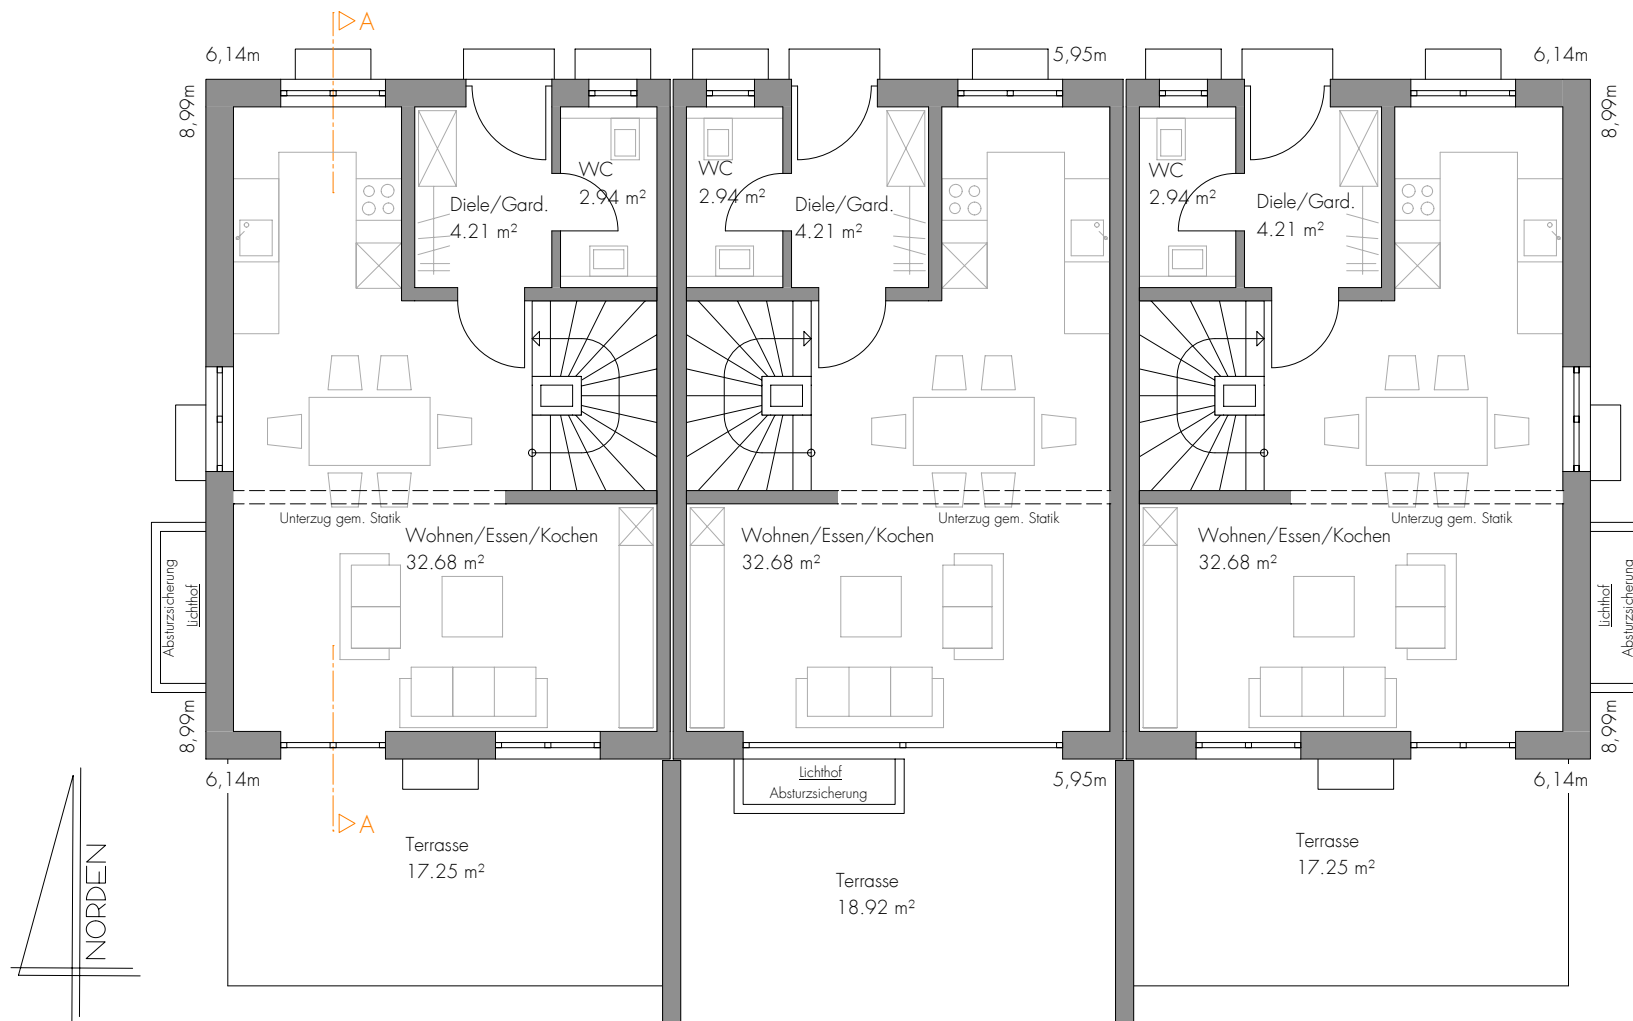 A
6,14m
5,95m
6,14m
8,99m
8,99m
WC
2.94 m²
WC
2.94 m²
WC
2.94 m²
Diele/Gard.
4.21 m²
Diele/Gard.
4.21 m²
Diele/Gard.
4.21 m²
Unterzug gem. Statik
Unterzug gem. Statik
Unterzug gem. Statik
Wohnen/Essen/Kochen
32.68 m²
Wohnen/Essen/Kochen
32.68 m²
Wohnen/Essen/Kochen
32.68 m²
Absturzsicherung
Lichthof
Lichthof
Absturzsicherung
8,99m
8,99m
6,14m
Lichthof
Absturzsicherung
5,95m
6,14m
A
Terrasse
17.25 m²
Terrasse
18.92 m²
Terrasse
17.25 m²
NORDEN